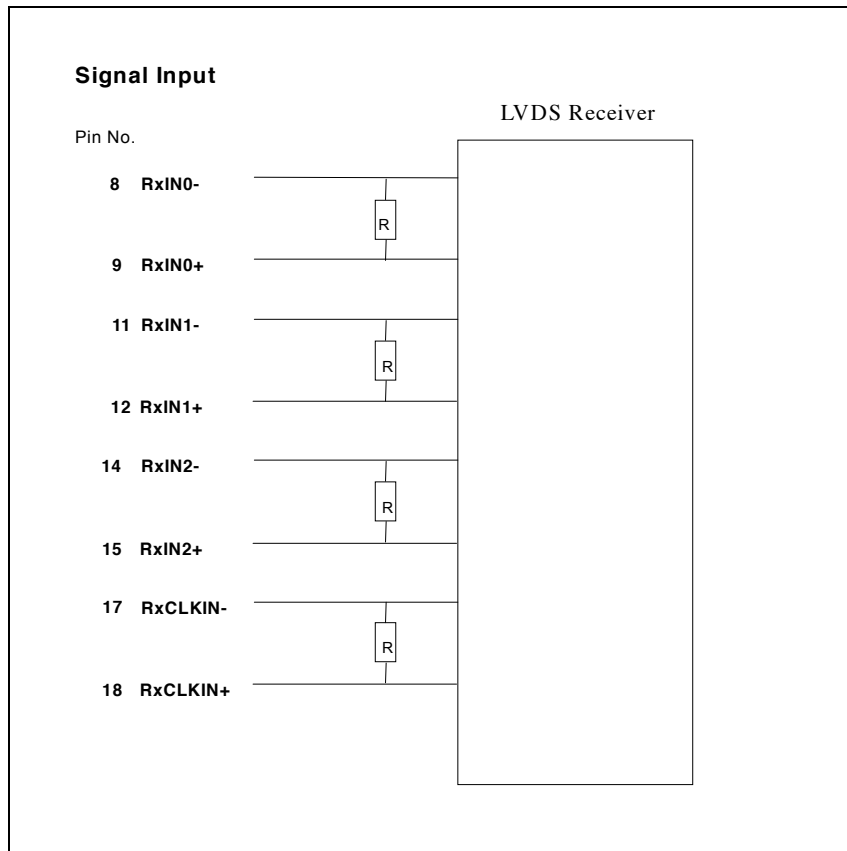 Signal Input
LVDS Receiver
Pin No.
8 RxIN0-
R
9 RxIN0+
11 RxIN1-
R
12 RxIN1+
14 RxIN2-
R
15 RxIN2+
17 RxCLKIN-
R
18 RxCLKIN+